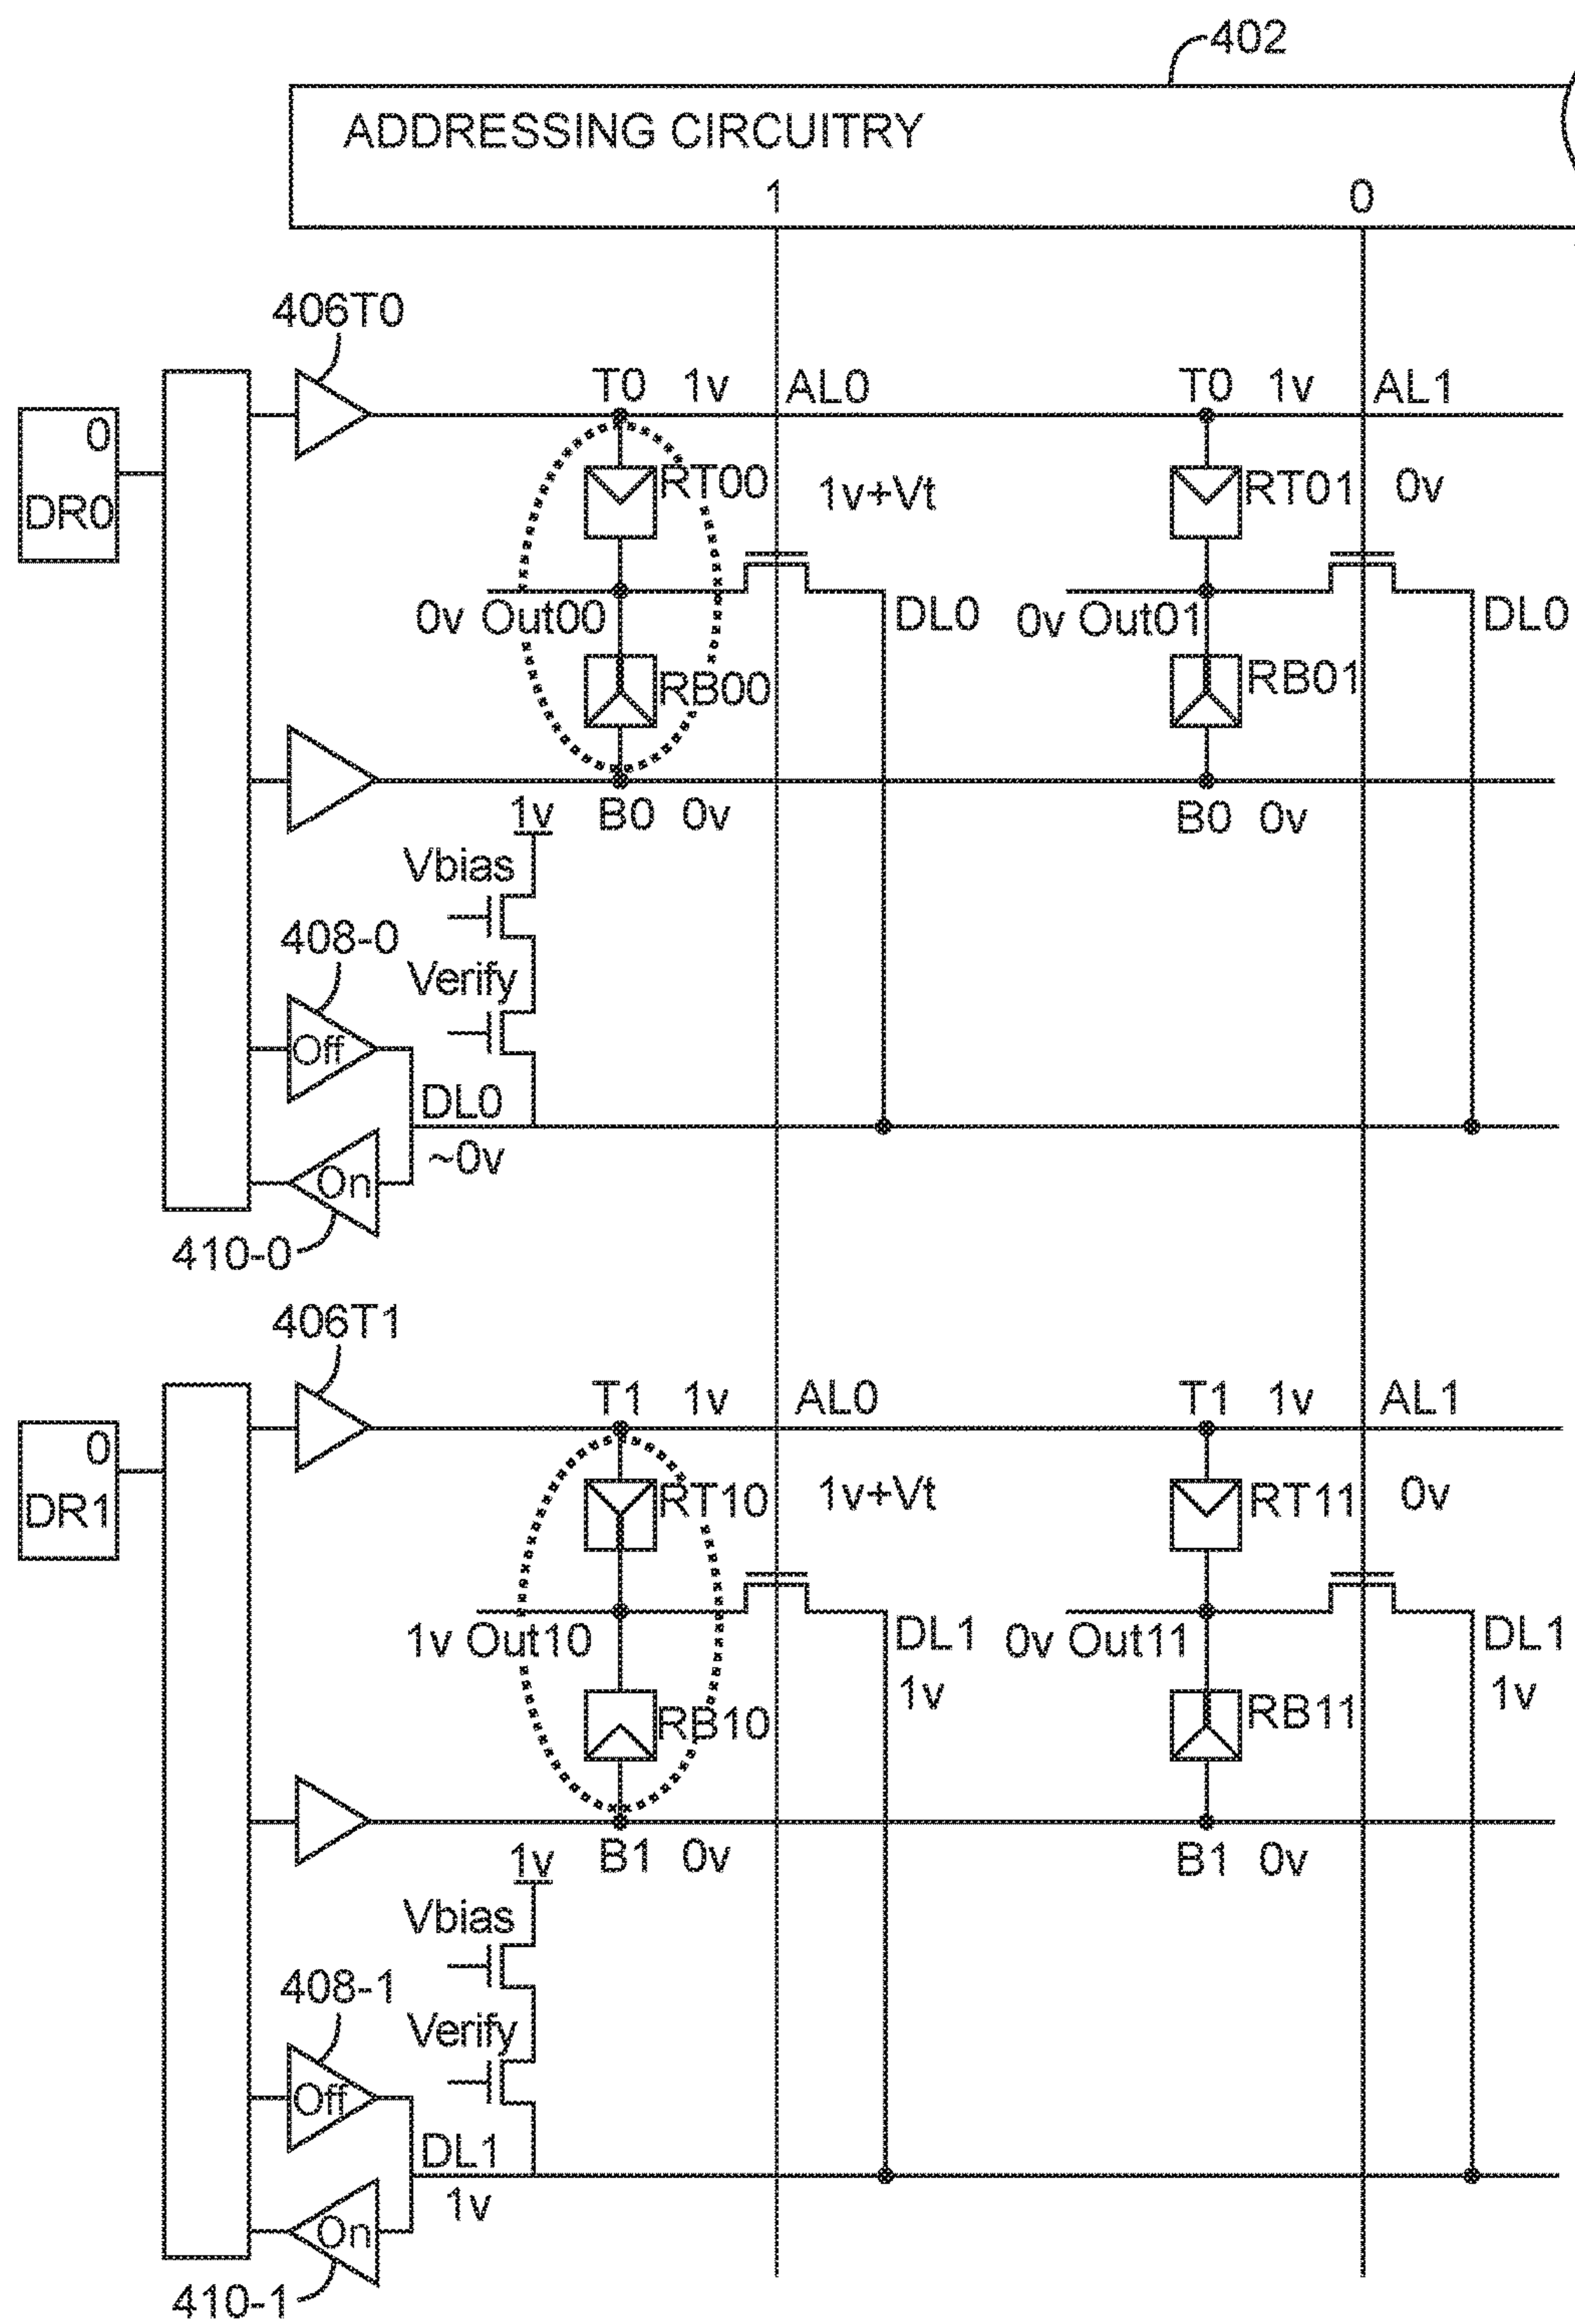 402
ADDRESSING CIRCUITRY
1 0
406T0
T0 1v AL0 T0 1v AL1
0
DR0
RT00 1v+Vt RT01 0v
0v Out00 DL0 0v Out01 DL0
RB00 RB01
1v B0 0v B0 0v
Vbias
408-0
Verify
Off
DL0
~0v
On
410-0
406T1
T1 1v AL0 T1 1v AL1
0
DR1
RT10 1v+Vt RT11 0v
1v Out10 DL1 0v Out11 DL1
1v 1v
RB10 RB11
1v B1 0v B1 0v
Vbias
408-1
Verify
Off
DL1
1v
On
410-1